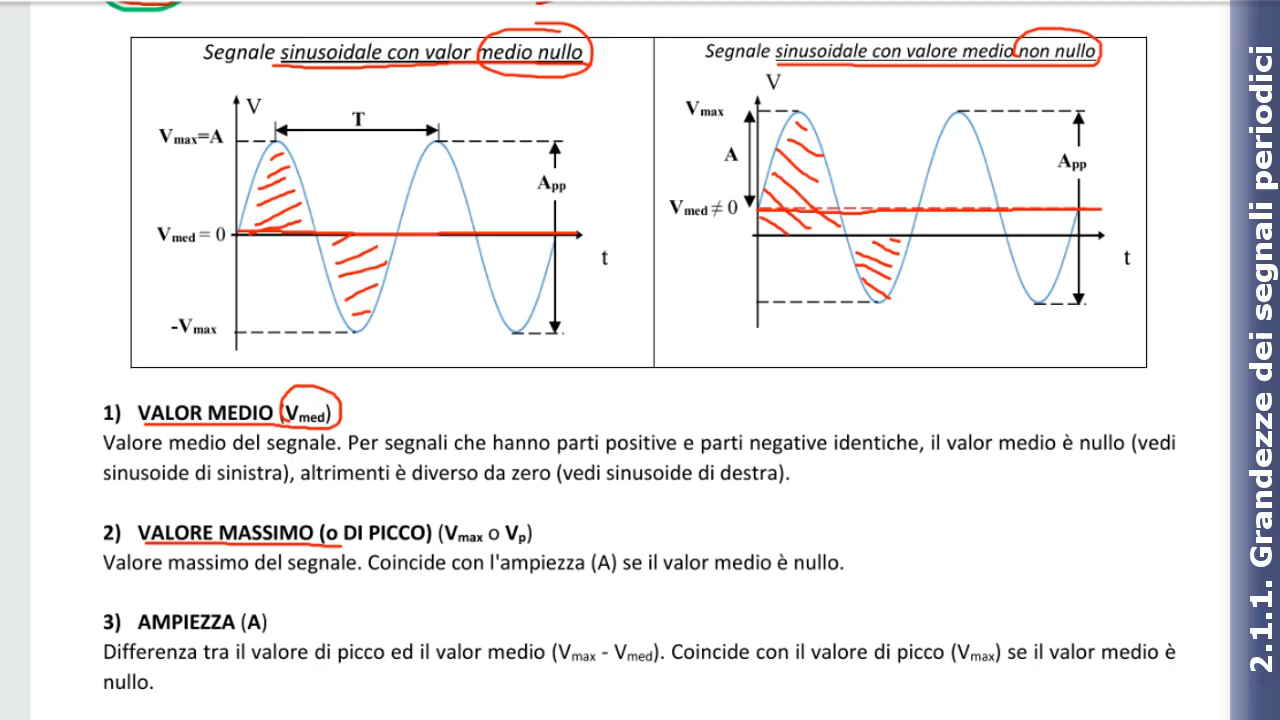 Segnale sinusoidale con valor medio nullo
Segnale sinusoidale con valore medio non nullo
V
T
Vmax=A
App
Vmed = 0
t
-Vmax
V
Vmax
A
App
Vmed ≠ 0
t
1) VALOR MEDIO (Vmed)
Valore medio del segnale. Per segnali che hanno parti positive e parti negative identiche, il valor medio è nullo (vedi
sinusoide di sinistra), altrimenti è diverso da zero (vedi sinusoide di destra).
2) VALORE MASSIMO (o DI PICCO) (Vmax o Vp)
Valore massimo del segnale. Coincide con l'ampiezza (A) se il valor medio è nullo.
3) AMPIEZZA (A)
Differenza tra il valore di picco ed il valor medio (Vmax - Vmed). Coincide con il valore di picco (Vmax) se il valor medio è
nullo.
2.1.1. Grandezze dei segnali periodici